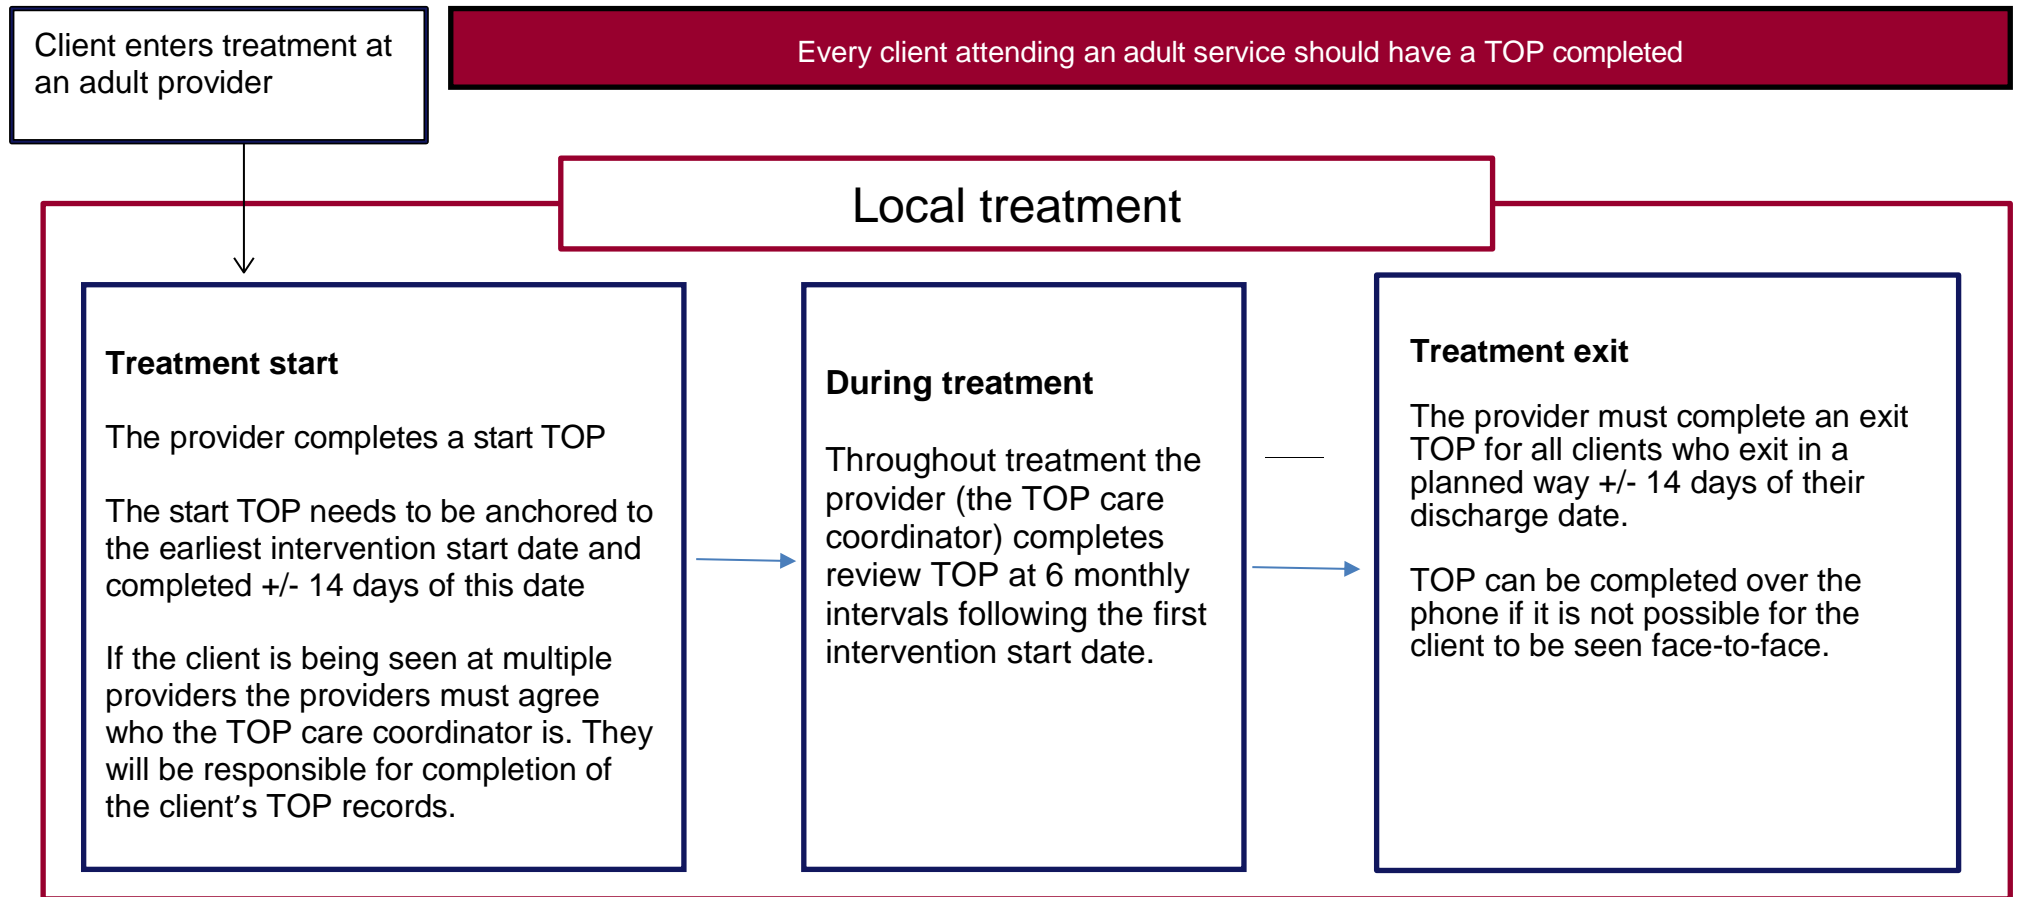 Client enters treatment at
an adult provider
Every client attending an adult service should have a TOP completed
Local treatment
Treatment start
The provider completes a start TOP
The start TOP needs to be anchored to
the earliest intervention start date and
completed +/- 14 days of this date
If the client is being seen at multiple
providers the providers must agree
who the TOP care coordinator is. They
will be responsible for completion of
the client’s TOP records.
During treatment
Throughout treatment the
provider (the TOP care
coordinator) completes
review TOP at 6 monthly
intervals following the first
intervention start date.
Treatment exit
The provider must complete an exit
TOP for all clients who exit in a
planned way +/- 14 days of their
discharge date.
TOP can be completed over the
phone if it is not possible for the
client to be seen face-to-face.